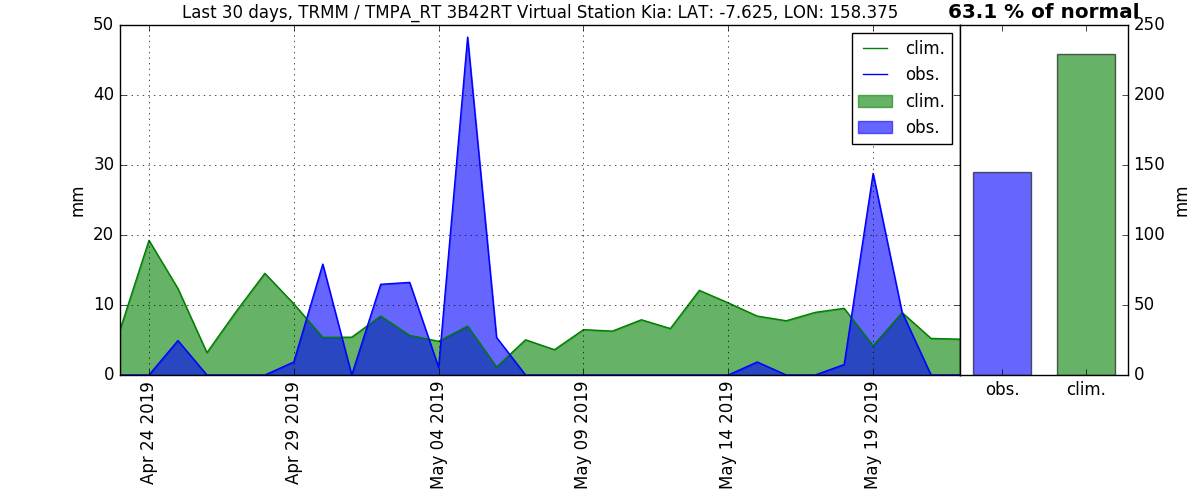 Last 30 days, TRMM / TMPA_RT 3B42RT Virtual Station Kia: LAT: -7.625, LON: 158.375
63.1 % of normal
50
40
30
20
10
0
mm
clim.
obs.
clim.
obs.
250
200
150
100
50
0
mm
obs.
clim.
Apr 24 2019
Apr 29 2019
May 04 2019
May 09 2019
May 14 2019
May 19 2019